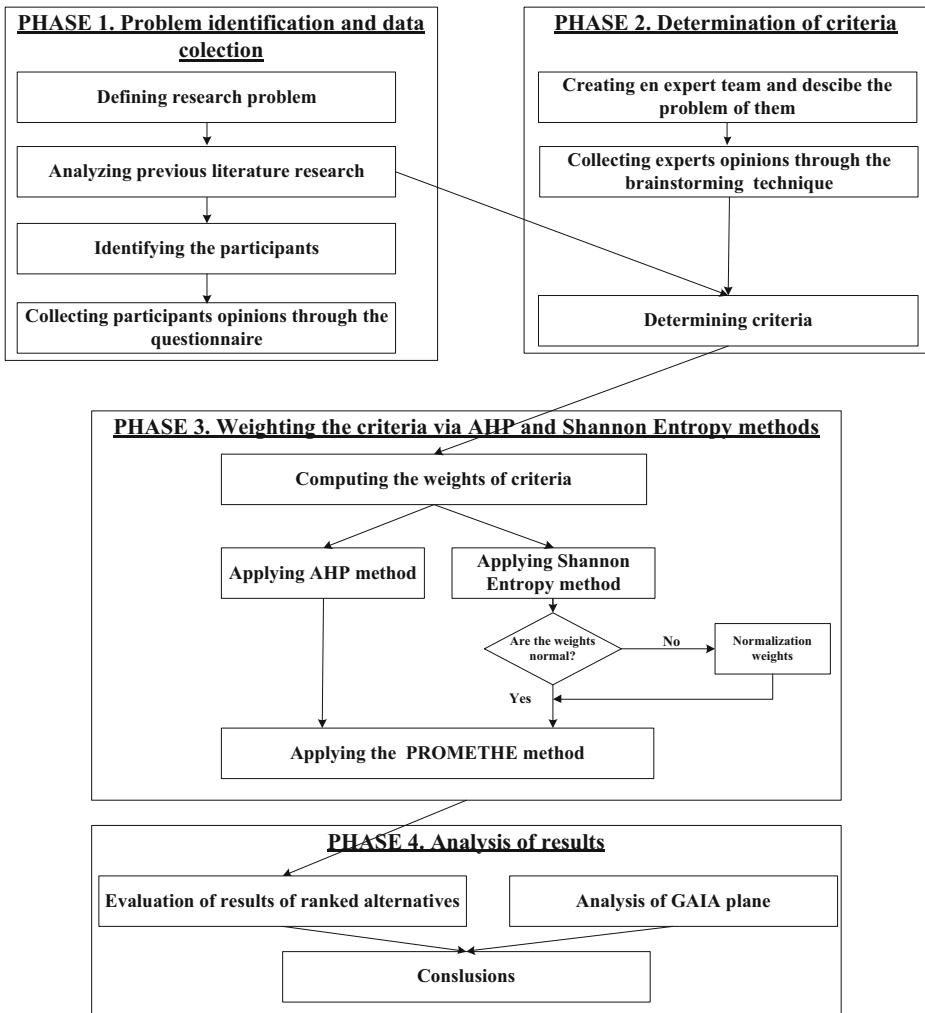 PHASE 1. Problem identification and data
colection
Defining research problem
Analyzing previous literature research
Identifying the participants
Collecting participants opinions through the
questionnaire
PHASE 2. Determination of criteria
Creating en expert team and descibe the
problem of them
Collecting experts opinions through the
brainstorming technique
Determining criteria
PHASE 3. Weighting the criteria via AHP and Shannon Entropy methods
Computing the weights of criteria
Applying AHP method
Applying Shannon
Entropy method
Are the weights
normal?
No
Normalization
weights
Yes
Applying the PROMETHE method
PHASE 4. Analysis of results
Evaluation of results of ranked alternatives
Analysis of GAIA plane
Conslusions